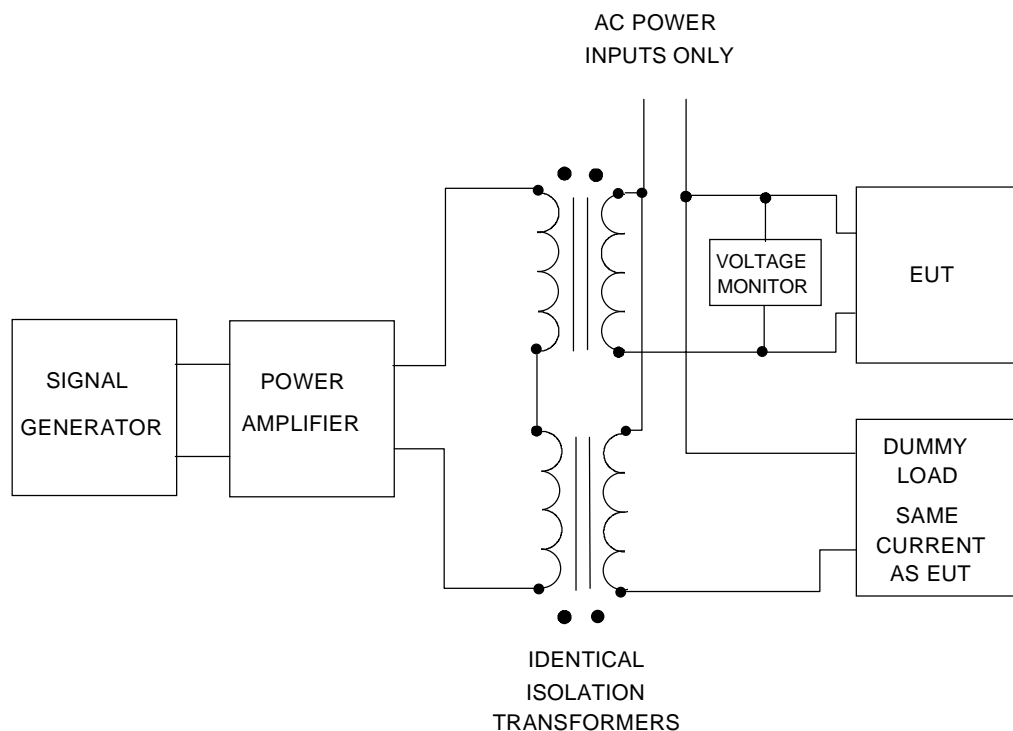 AC POWER
INPUTS ONLY
VOLTAGE
MONITOR
EUT
SIGNAL
GENERATOR
POWER
AMPLIFIER
DUMMY
LOAD
SAME
CURRENT
AS EUT
IDENTICAL
ISOLATION
TRANSFORMERS